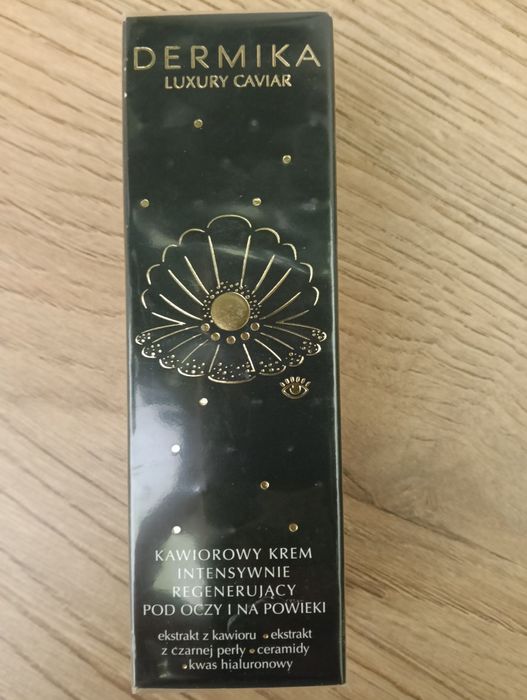 DERMIKA
LUXURY CAVIAR
KAWIOROWY KREM
INTENSYWNIE
REGENERUJĄCY
POD OCZY I NA POWIEKI
ekstrakt z kawioru • ekstrakt
z czarnej perły • ceramidy
• kwas hialuronowy